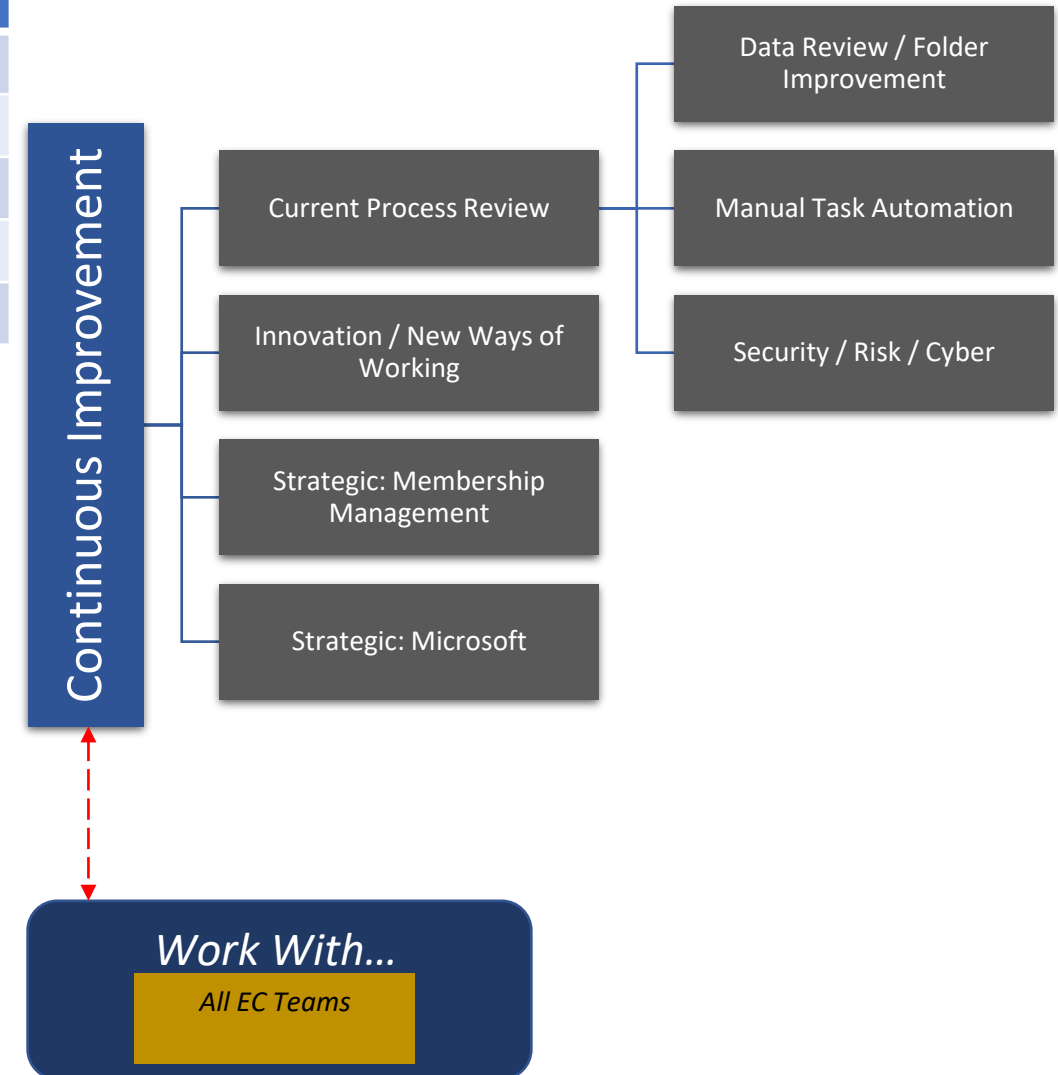 Continuous Improvement
Current Process Review
Innovation / New Ways of
Working
Strategic: Membership
Management
Strategic: Microsoft
Data Review / Folder
Improvement
Manual Task Automation
Security / Risk / Cyber
Work With...
All EC Teams